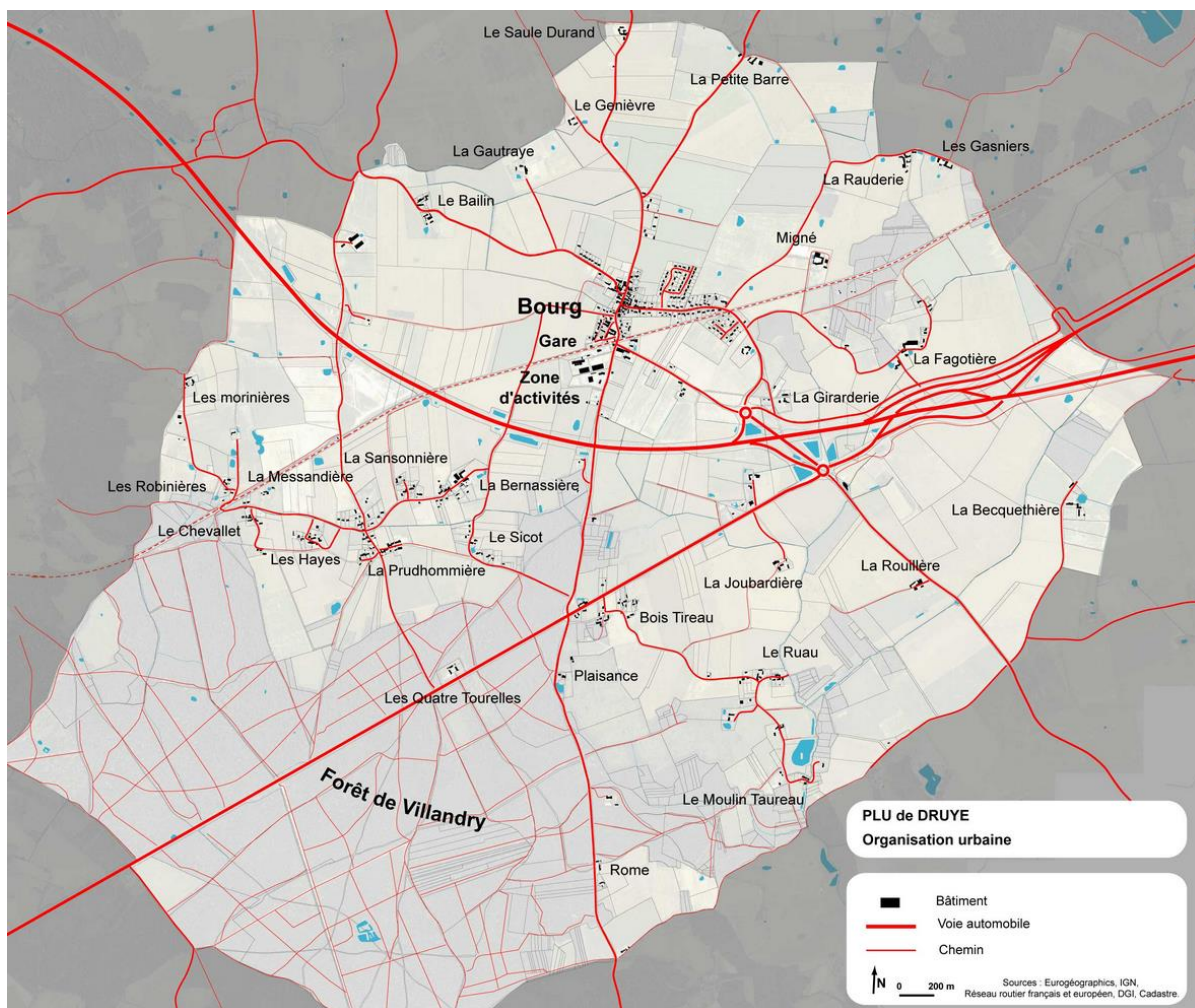 Le Saule Durand
La Petite Barre
Le Genièvre
La Gautraye
Les Gasniers
La Rauderie
Le Bailin
Migné
Bourg
Gare
La Fagotière
Zone
d'activités
Les morinières
La Girarderie
La Sansonnière
La Messandière
Les Robinières
La Bernassière
La Becquethière
Le Chevallet
Le Sicot
Les Hayes
La Prudhommière
La Joubardière
La Rouillère
Bois Tireau
Le Ruau
Plaisance
Les Quatre Tourelles
Forêt de Villandry
Le Moulin Taureau
Rome
PLU de DRUYE
Organisation urbaine
Bâtiment
Voie automobile
Chemin
N
0 200 m
Sources : Eurogéographics, IGN,
Réseau routier français et européen, DGI, Cadastre.